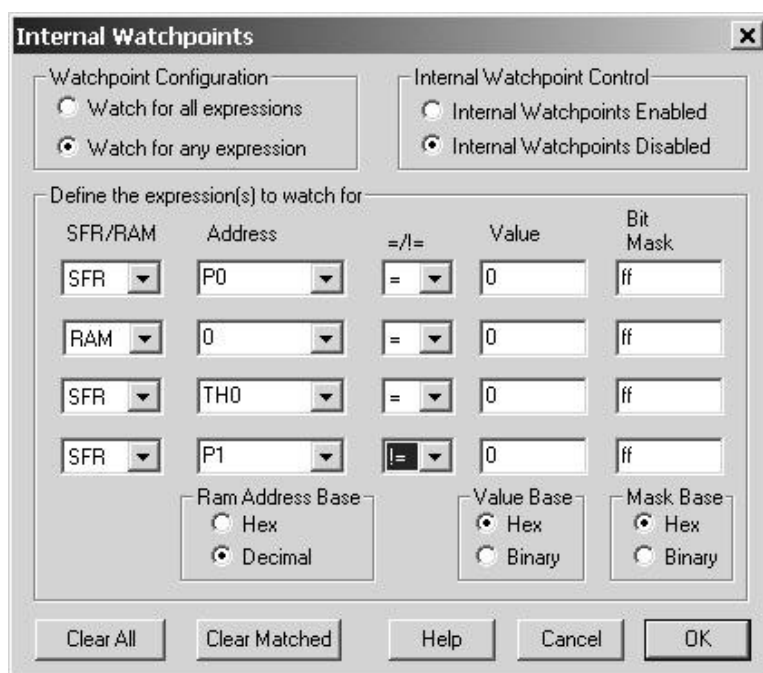 Internal Watchpoints
Watchpoint Configuration
Watch for all expressions
Watch for any expression
Internal Watchpoint Control
Internal Watchpoints Enabled
Internal Watchpoints Disabled
Define the expression(s) to watch for
SFR/RAM Address =/!= Value Bit Mask
SFR P0 = 0 ff
RAM 0 = 0 ff
SFR TH0 = 0 ff
SFR P1 != 0 ff
Ram Address Base
Hex
Decimal
Value Base
Hex
Binary
Mask Base
Hex
Binary
Clear All Clear Matched Help Cancel OK